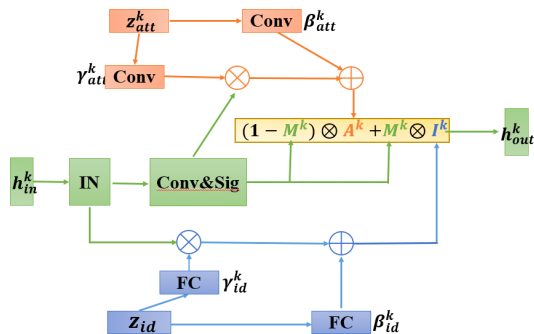 z_att^k Conv β_att^k
γ_att^k Conv ⊗ ⊕
(1 − M^k) ⊗ A^k + M^k ⊗ I^k
h_out^k
h_in^k IN Conv&Sig
⊗ ⊕
FC γ_id^k
z_id FC β_id^k